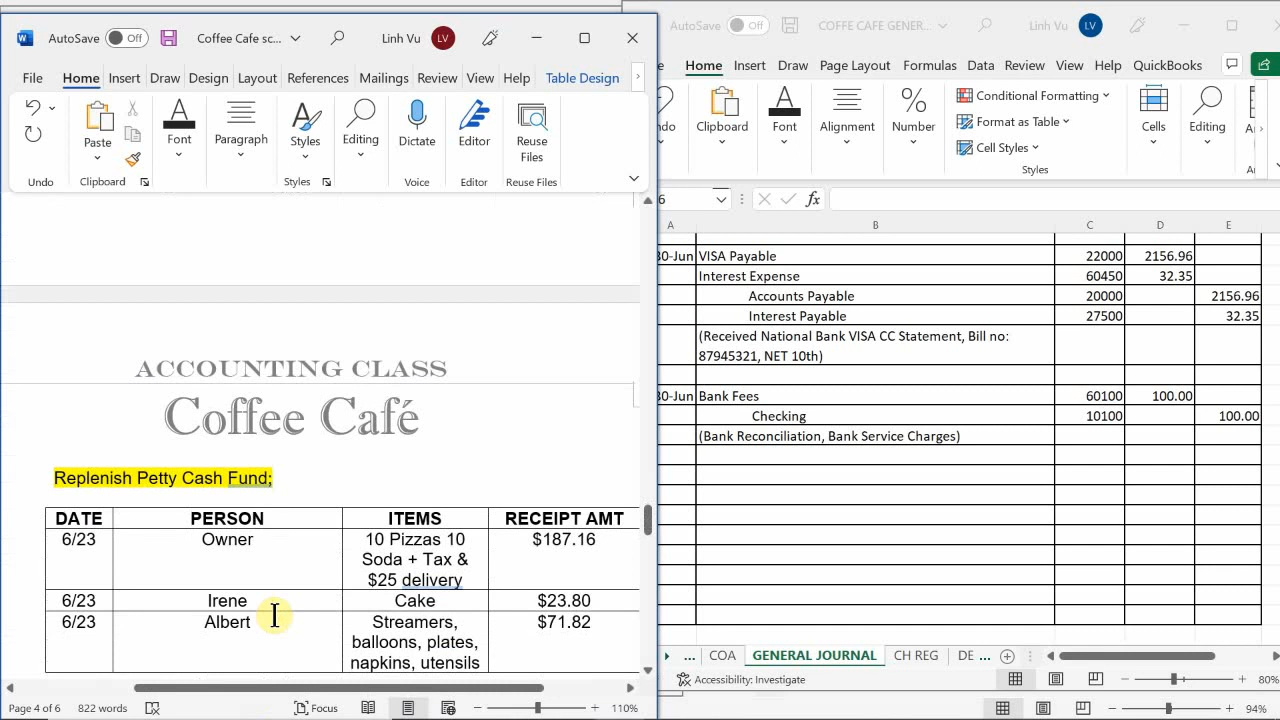 AutoSave Off Coffee Cafe sc... Linh Vu LV
File Home Insert Draw Design Layout References Mailings Review View Help Table Design
Undo
Paste
Clipboard
Font
Paragraph
Styles
Styles
Editing
Dictate
Voice
Editor
Editor
Reuse Files
Reuse Files
ACCOUNTING CLASS
Coffee Café
Replenish Petty Cash Fund;
DATE PERSON ITEMS RECEIPT AMT
6/23 Owner 10 Pizzas 10 $187.16
Soda + Tax &
$25 delivery
6/23 Irene Cake $23.80
6/23 Albert Streamers, $71.82
balloons, plates,
napkins, utensils
Page 4 of 6 822 words Focus 110%
AutoSave Off COFFE CAFE GENER... Linh Vu LV
e Home Insert Draw Page Layout Formulas Data Review View Help QuickBooks
ndo
Clipboard
Font
Alignment
Number
%
Conditional Formatting
Format as Table
Cell Styles
Styles
Cells
Editing
6 fx
A B C D E
30-Jun VISA Payable 22000 2156.96
Interest Expense 60450 32.35
Accounts Payable 20000 2156.96
Interest Payable 27500 32.35
(Received National Bank VISA CC Statement, Bill no:
87945321, NET 10th)
30-Jun Bank Fees 60100 100.00
Checking 10100 100.00
(Bank Reconciliation, Bank Service Charges)
... COA GENERAL JOURNAL CH REG DE ...
Accessibility: Investigate 80%
94%